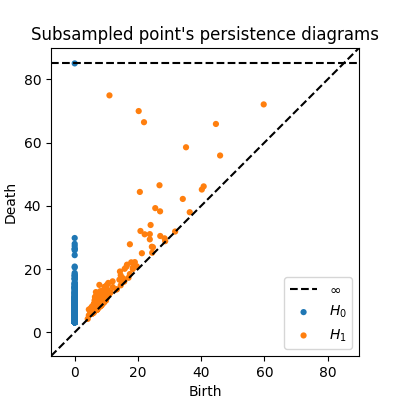 Subsampled point's persistence diagrams
80
60
40
20
0
Death
∞
H₀
H₁
0 20 40 60 80
Birth